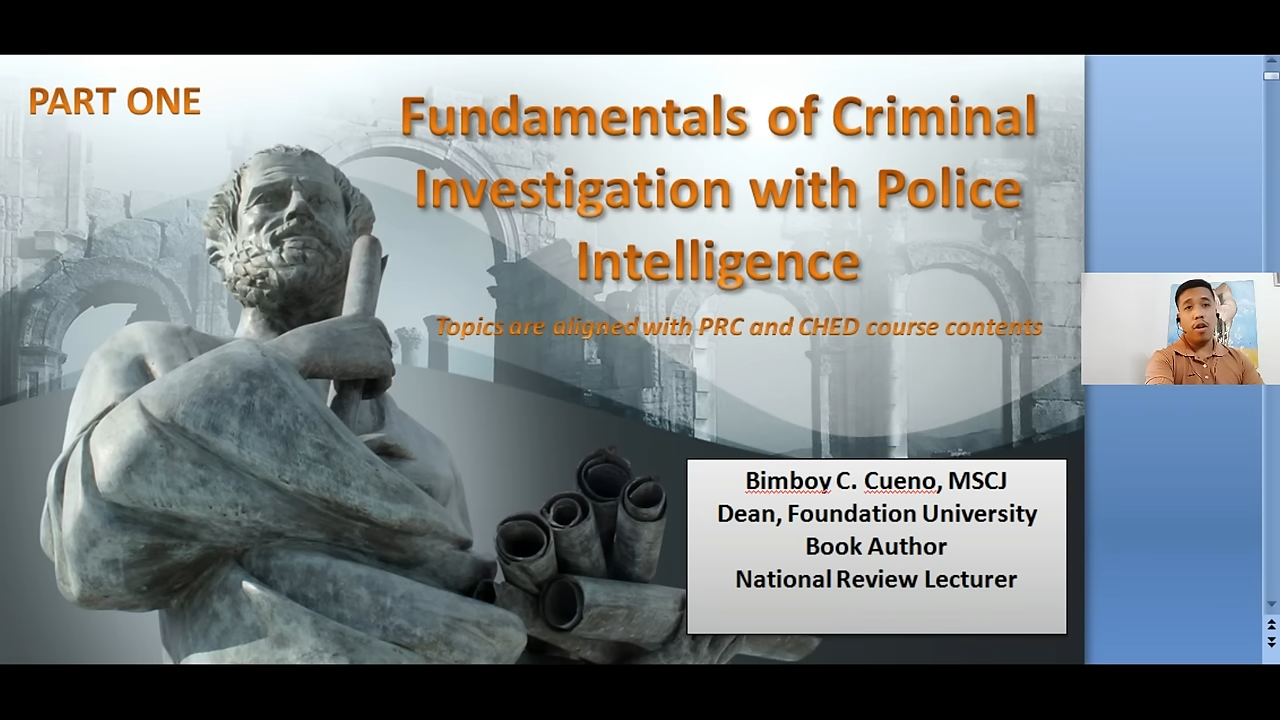 PART ONE
Fundamentals of Criminal
Investigation with Police
Intelligence
Topics are aligned with PRC and CHED course contents
Bimboy C. Cueno, MSCJ
Dean, Foundation University
Book Author
National Review Lecturer